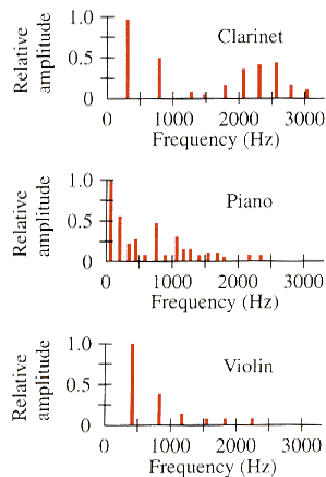 Relative
amplitude
1.0
0.5
0
Clarinet
0 1000 2000 3000
Frequency (Hz)
Relative
amplitude
1.0
0.5
0
Piano
0 1000 2000 3000
Frequency (Hz)
Relative
amplitude
1.0
0.5
0
Violin
0 1000 2000 3000
Frequency (Hz)